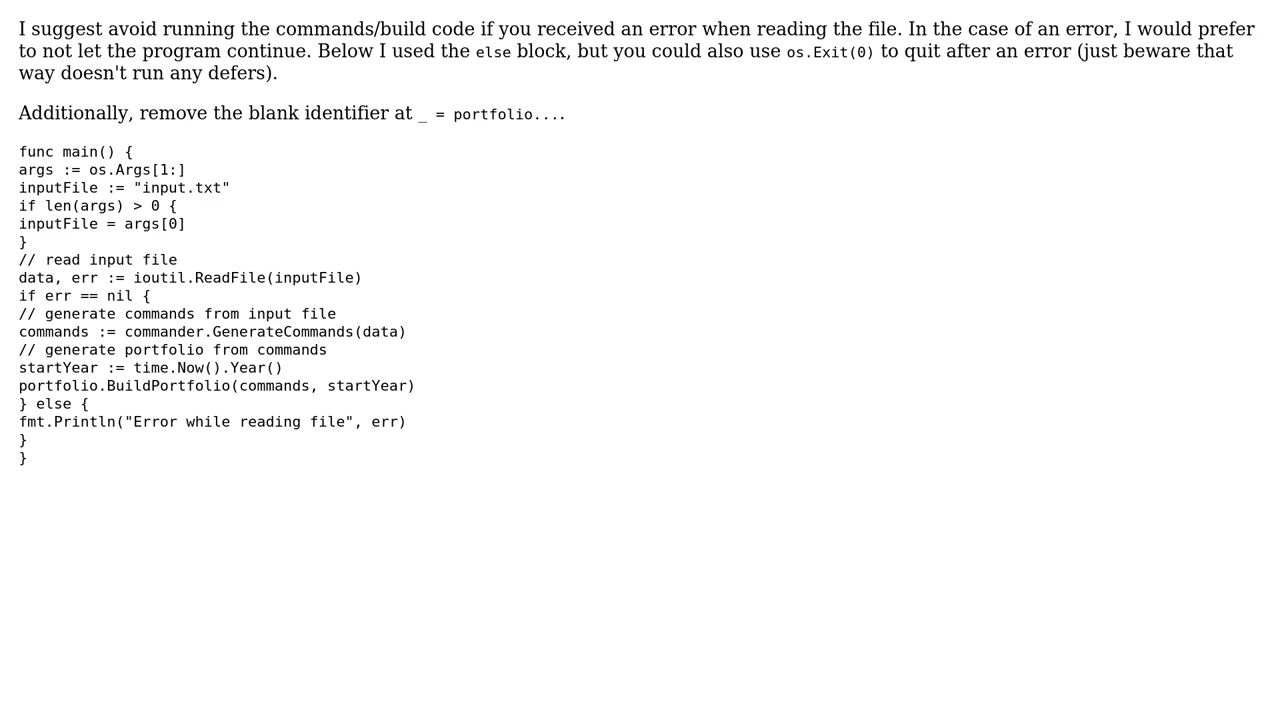 I suggest avoid running the commands/build code if you received an error when reading the file. In the case of an error, I would prefer
to not let the program continue. Below I used the else block, but you could also use os.Exit(0) to quit after an error (just beware that
way doesn't run any defers).
Additionally, remove the blank identifier at _ = portfolio....
func main() {
args := os.Args[1:]
inputFile := "input.txt"
if len(args) > 0 {
inputFile = args[0]
}
// read input file
data, err := ioutil.ReadFile(inputFile)
if err == nil {
// generate commands from input file
commands := commander.GenerateCommands(data)
// generate portfolio from commands
startYear := time.Now().Year()
portfolio.BuildPortfolio(commands, startYear)
} else {
fmt.Println("Error while reading file", err)
}
}